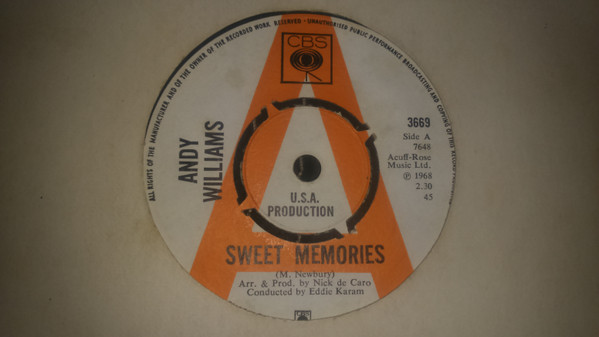 ALL RIGHTS OF THE MANUFACTURER AND OF THE OWNER OF THE RECORDED WORK RESERVED - UNAUTHORISED PUBLIC PERFORMANCE BROADCASTING AND COPYING OF THIS RECORD
CBS
ANDY
WILLIAMS
3669
Side A
7648
Acuff-Rose
Music Ltd.
℗ 1968
2.30
45
U.S.A.
PRODUCTION
SWEET MEMORIES
(M. Newbury)
Arr. & Prod. by Nick de Caro
Conducted by Eddie Karam